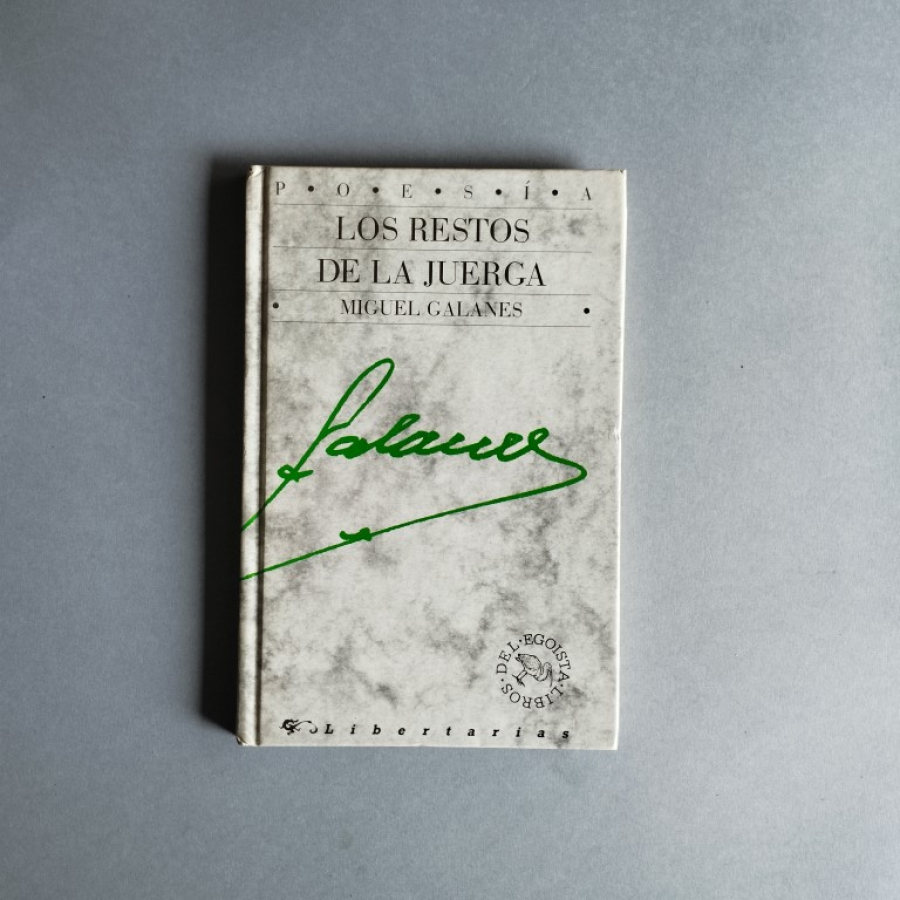 P • O • E • S • Í • A
LOS RESTOS
DE LA JUERGA
• MIGUEL GALANES •
Galanes
DEL • EGOISTA • LIBROS •
Libertarias